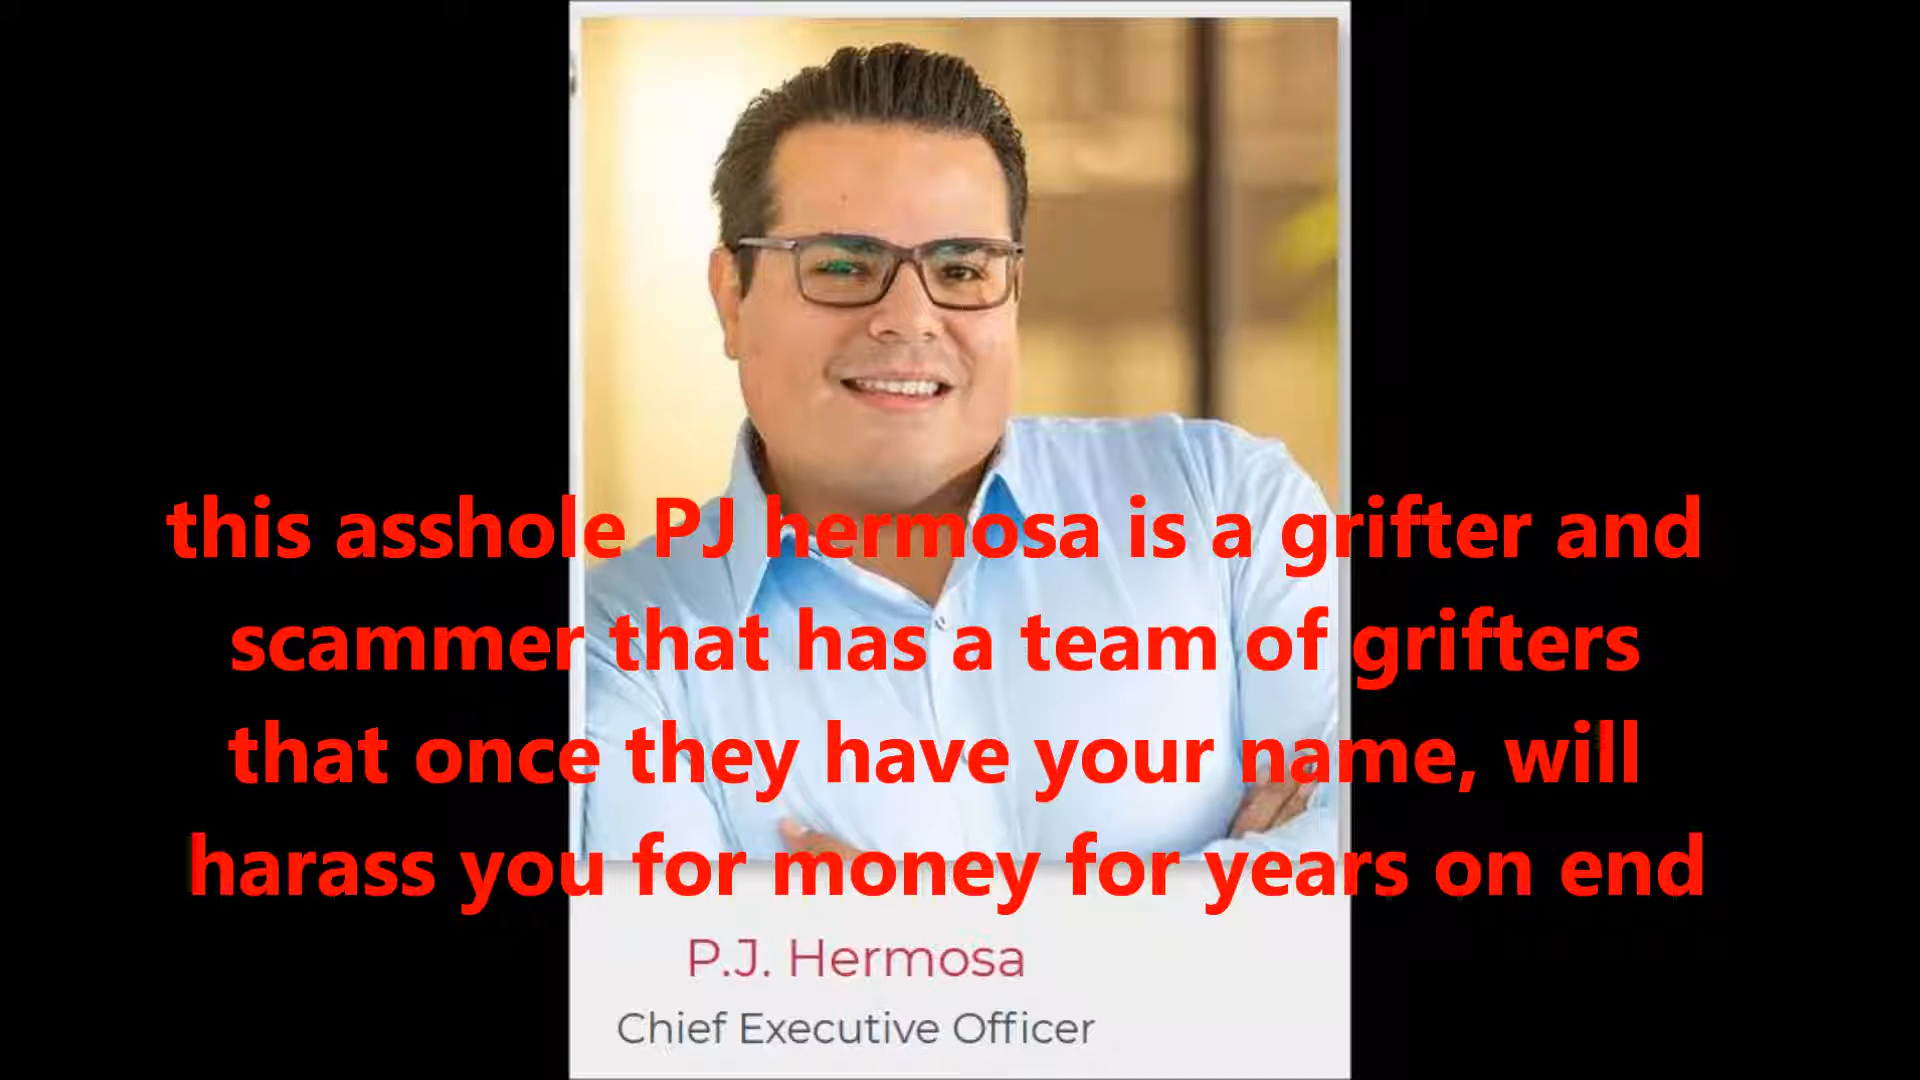 this asshole PJ hermosa is a grifter and
scammer that has a team of grifters
that once they have your name, will
harass you for money for years on end
P.J. Hermosa
Chief Executive Officer